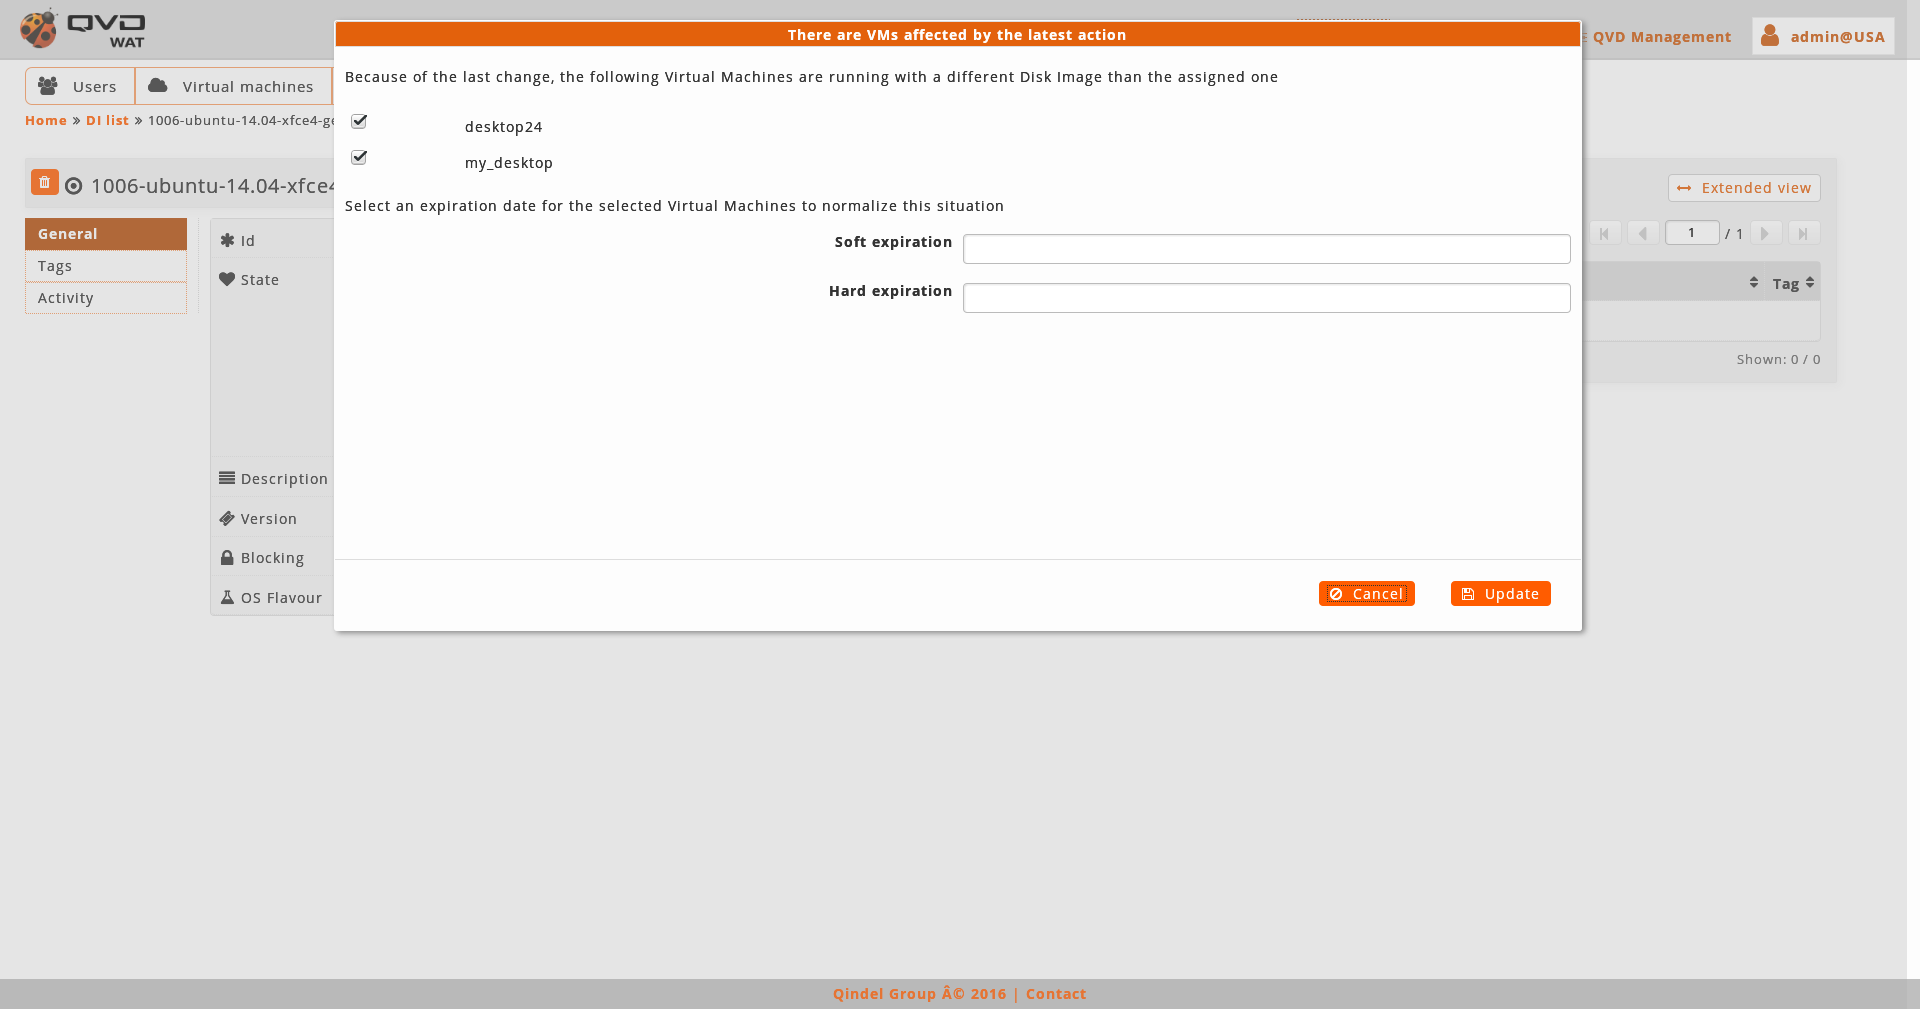 QVD
WAT
There are VMs affected by the latest action
QVD Management
admin@USA
Because of the last change, the following Virtual Machines are running with a different Disk Image than the assigned one
Users
Virtual machines
Home » DI list » 1006-ubuntu-14.04-xfce4-ge
desktop24
my_desktop
1006-ubuntu-14.04-xfce4
Extended view
Select an expiration date for the selected Virtual Machines to normalize this situation
General
Tags
Activity
Id
State
Soft expiration
Hard expiration
1 / 1
Tag
Shown: 0 / 0
Description
Version
Blocking
OS Flavour
Cancel
Update
Qindel Group Â© 2016 | Contact